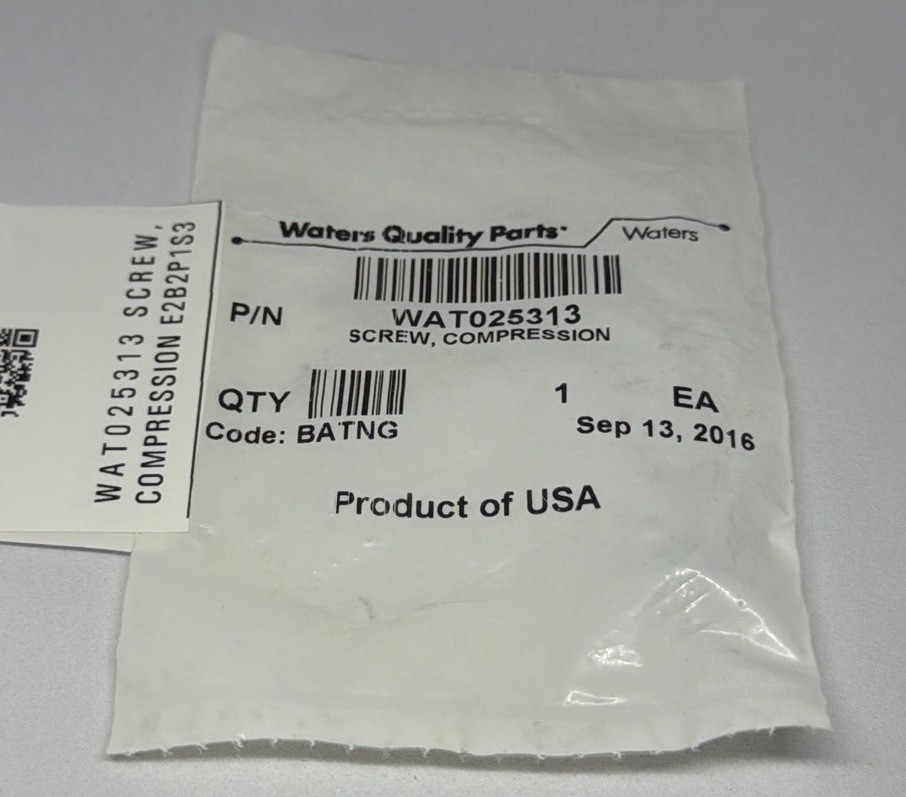 Waters Quality Parts
Waters
P/N
WAT025313
SCREW, COMPRESSION
QTY 1 EA
Code: BATNG Sep 13, 2016
Product of USA
WAT025313 SCREW,
COMPRESSION E2B2P1S3